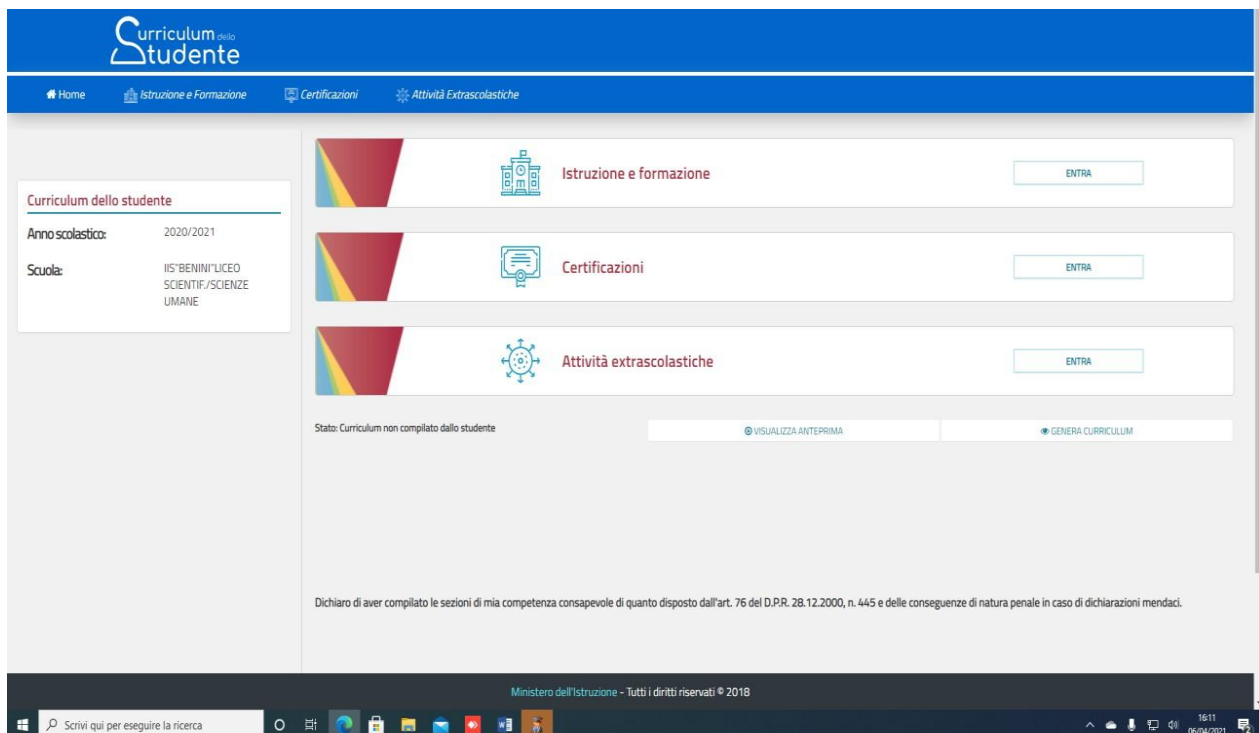 Curriculum dello
Studente
Home Istruzione e Formazione Certificazioni Attività Extrascolastiche
Curriculum dello studente
Anno scolastico: 2020/2021
Scuola: IIS"BENINI"LICEO
SCIENTIF./SCIENZE
UMANE
Istruzione e formazione ENTRA
Certificazioni ENTRA
Attività extrascolastiche ENTRA
Stato: Curriculum non compilato dallo studente VISUALIZZA ANTEPRIMA GENERA CURRICULUM
Dichiaro di aver compilato le sezioni di mia competenza consapevole di quanto disposto dall'art. 76 del D.P.R. 28.12.2000, n. 445 e delle conseguenze di natura penale in caso di dichiarazioni mendaci.
Ministero dell'Istruzione - Tutti i diritti riservati © 2018
Scrivi qui per eseguire la ricerca
16:11
06/04/2021